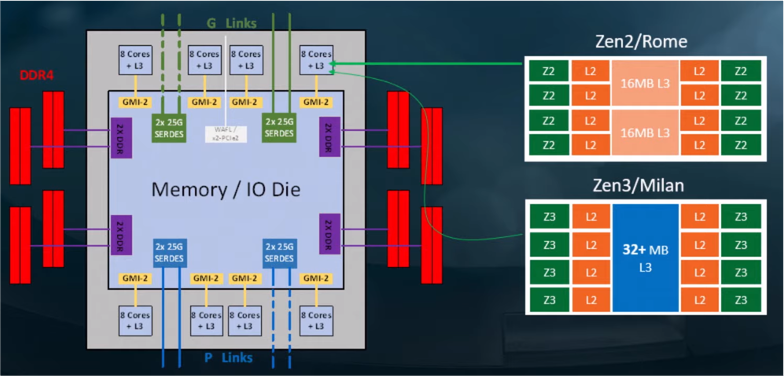 G Links
8 Cores
+ L3
8 Cores
+ L3
8 Cores
+ L3
8 Cores
+ L3
DDR4
GMI-2
GMI-2
GMI-2
GMI-2
2x 25G
SERDES
WAFL /
x2-PCIe2
2x 25G
SERDES
2X DDR
2X DDR
Memory / IO Die
2X DDR
2X DDR
2x 25G
SERDES
2x 25G
SERDES
GMI-2
GMI-2
GMI-2
GMI-2
8 Cores
+ L3
8 Cores
+ L3
8 Cores
+ L3
8 Cores
+ L3
P Links
Zen2/Rome
Z2 L2 L2 Z2
16MB L3
Z2 L2 L2 Z2
Z2 L2 L2 Z2
16MB L3
Z2 L2 L2 Z2
Zen3/Milan
Z3 L2 L2 Z3
Z3 L2 L2 Z3
32+ MB
L3
Z3 L2 L2 Z3
Z3 L2 L2 Z3